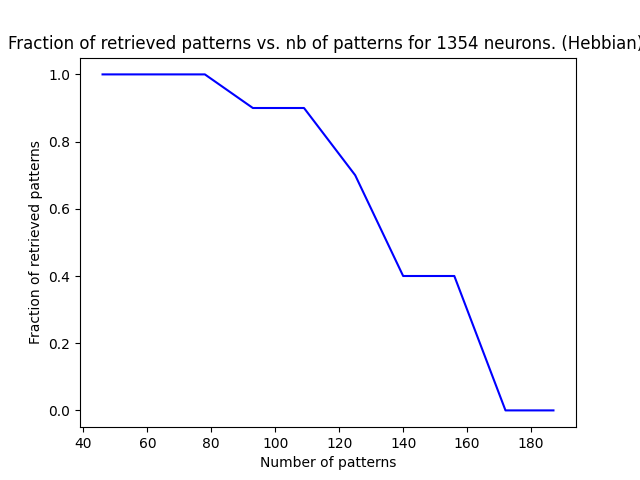 Fraction of retrieved patterns vs. nb of patterns for 1354 neurons. (Hebbian)
1.0
0.8
0.6
0.4
0.2
0.0
Fraction of retrieved patterns
40 60 80 100 120 140 160 180
Number of patterns